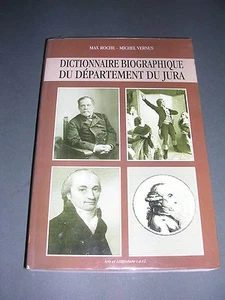 MAX ROCHE - MICHEL VERNUS
DICTIONNAIRE BIOGRAPHIQUE
DU DÉPARTEMENT DU JURA